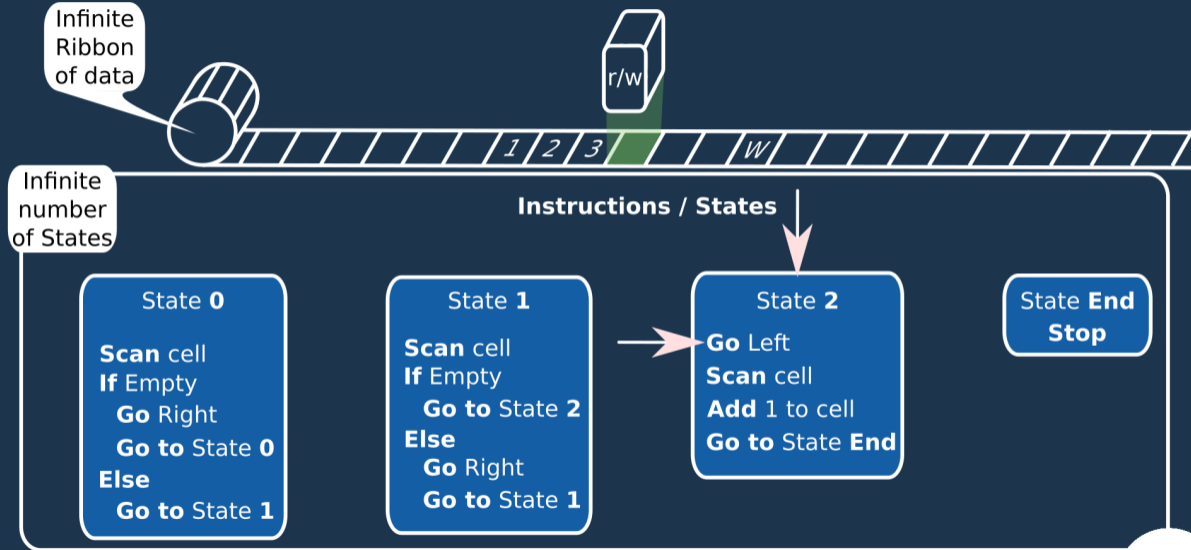 Infinite
Ribbon
of data
r/w
1 2 3 W
Infinite
number
of States
Instructions / States
State 0
Scan cell
If Empty
Go Right
Go to State 0
Else
Go to State 1
State 1
Scan cell
If Empty
Go to State 2
Else
Go Right
Go to State 1
State 2
Go Left
Scan cell
Add 1 to cell
Go to State End
State End
Stop